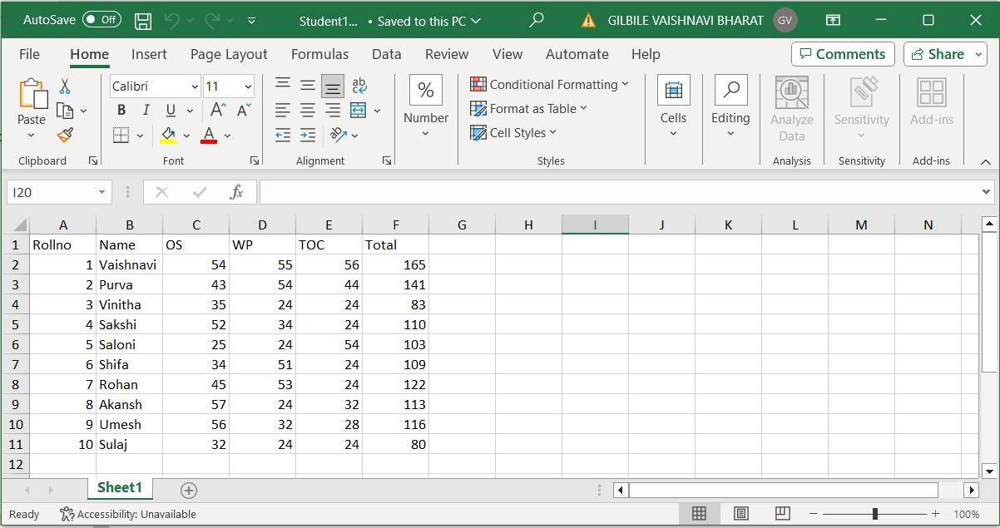 AutoSave Off Student1... • Saved to this PC GILBILE VAISHNAVI BHARAT GV
File Home Insert Page Layout Formulas Data Review View Automate Help Comments Share
Calibri 11 ab % Conditional Formatting
B I U A A Format as Table
Paste Number Cells Editing Analyze Data Sensitivity Add-ins
A Cell Styles
Clipboard Font Alignment Styles Analysis Sensitivity Add-ins
I20 fx
A B C D E F G H I J K L M N
1 Rollno Name OS WP TOC Total
2 1 Vaishnavi 54 55 56 165
3 2 Purva 43 54 44 141
4 3 Vinitha 35 24 24 83
5 4 Sakshi 52 34 24 110
6 5 Saloni 25 24 54 103
7 6 Shifa 34 51 24 109
8 7 Rohan 45 53 24 122
9 8 Akansh 57 24 32 113
10 9 Umesh 56 32 28 116
11 10 Sulaj 32 24 24 80
12
Sheet1
Ready Accessibility: Unavailable 100%